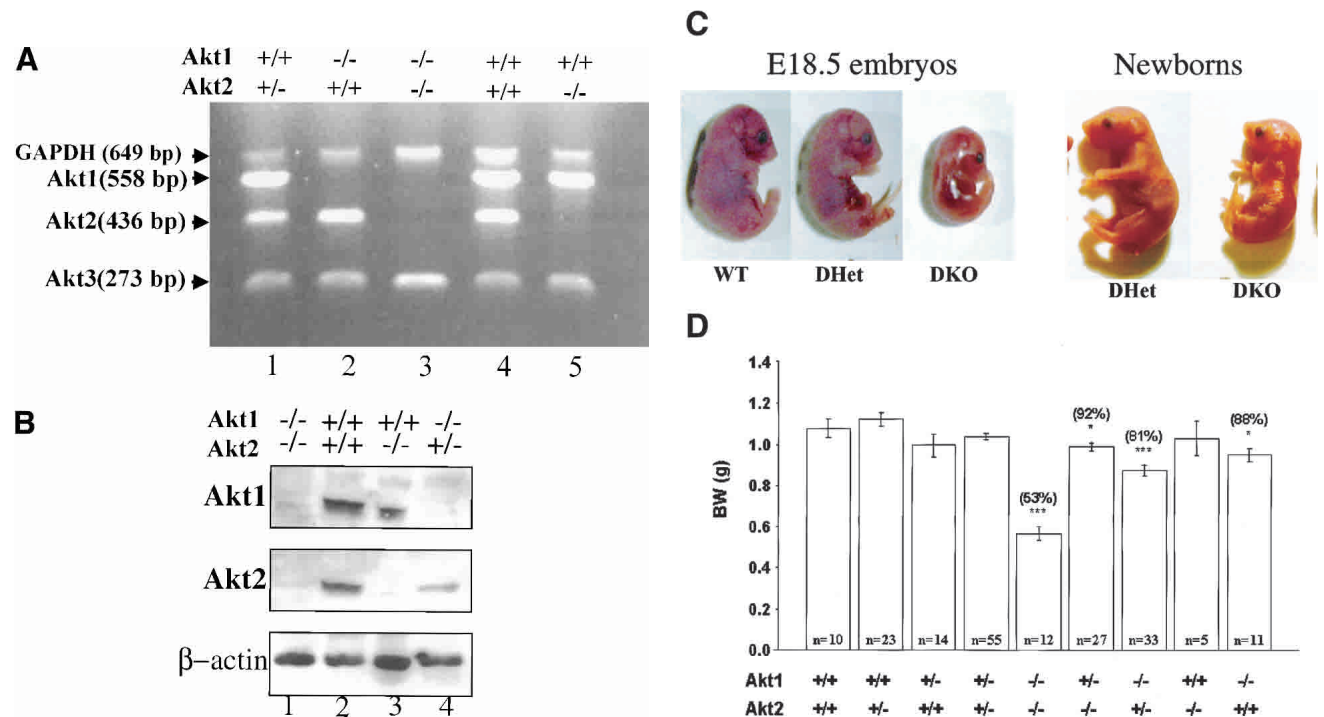 A
Akt1 +/+ -/- -/- +/+ +/+
Akt2 +/- +/+ -/- +/+ -/-
GAPDH (649 bp)
Akt1(558 bp)
Akt2(436 bp)
Akt3(273 bp)
1 2 3 4 5
B
Akt1 -/- +/+ +/+ -/-
Akt2 -/- +/+ -/- +/-
Akt1
Akt2
β-actin
1 2 3 4
C
E18.5 embryos Newborns
WT DHet DKO DHet DKO
D
BW (g)
1.4
1.2
1.0
0.8
0.6
0.4
0.2
0.0
(53%)
***
(92%)
*
(81%)
***
(88%)
*
n=10 n=23 n=14 n=55 n=12 n=27 n=33 n=5 n=11
Akt1 +/+ +/+ +/- +/- -/- +/- -/- +/+ -/-
Akt2 +/+ +/- +/+ +/- -/- -/- +/- -/- +/+